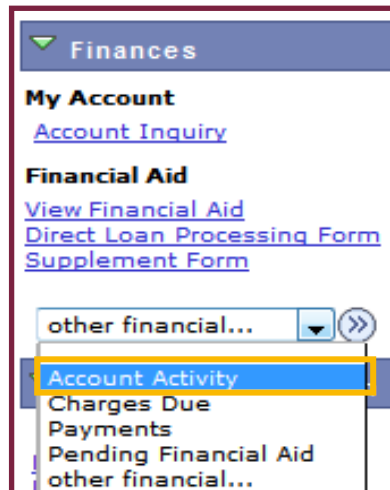 Finances
My Account
Account Inquiry
Financial Aid
View Financial Aid
Direct Loan Processing Form
Supplement Form
other financial...
Account Activity
Charges Due
Payments
Pending Financial Aid
other financial...